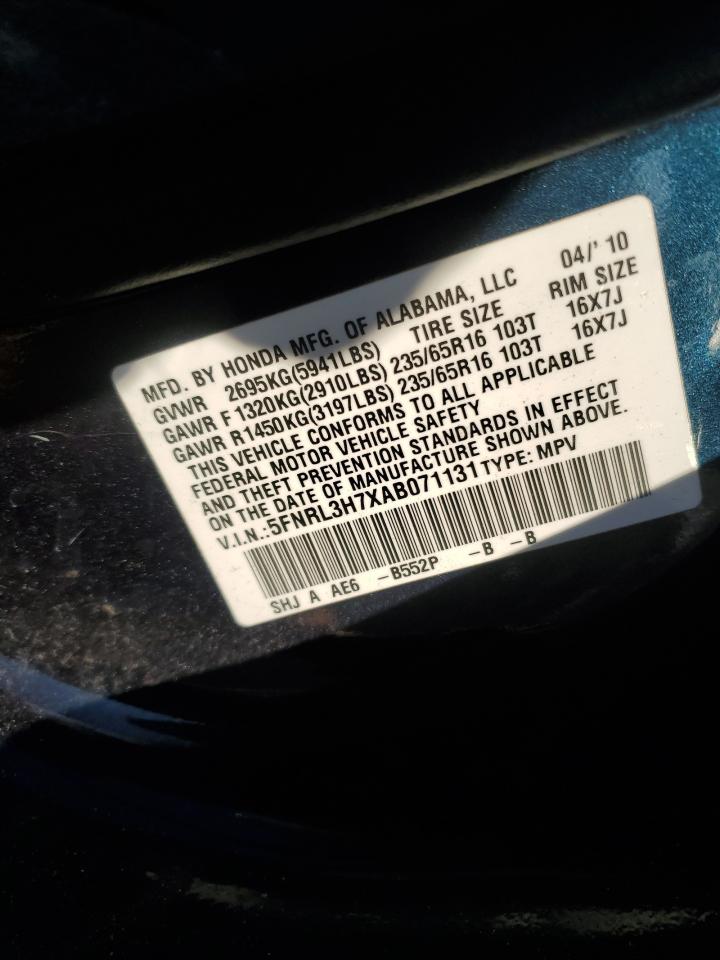 MFD. BY HONDA MFG. OF ALABAMA, LLC 04/' 10
GVWR 2695KG(5941LBS) TIRE SIZE RIM SIZE
GAWR F 1320KG(2910LBS) 235/65R16 103T 16X7J
GAWR R1450KG(3197LBS) 235/65R16 103T 16X7J
THIS VEHICLE CONFORMS TO ALL APPLICABLE
FEDERAL MOTOR VEHICLE SAFETY
AND THEFT PREVENTION STANDARDS IN EFFECT
ON THE DATE OF MANUFACTURE SHOWN ABOVE.
V.I.N.:5FNRL3H7XAB071131 TYPE: MPV
SHJ A AE6 -B552P -B -B